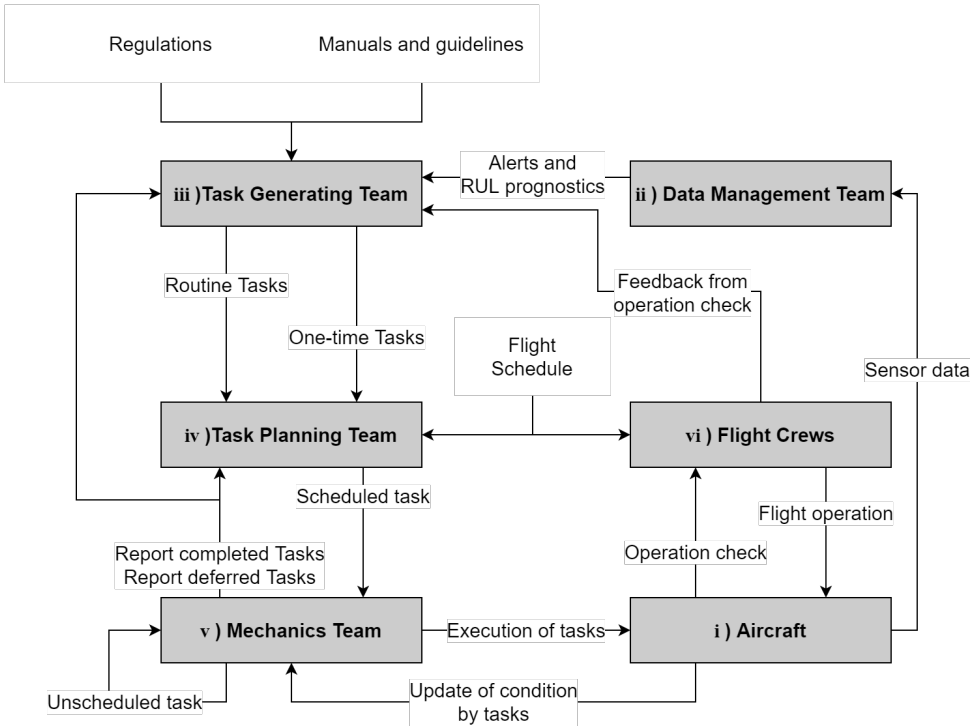 Regulations
Manuals and guidelines
Alerts and
RUL prognostics
iii )Task Generating Team
ii ) Data Management Team
Routine Tasks
Feedback from
operation check
One-time Tasks
Flight
Schedule
Sensor data
iv )Task Planning Team
vi ) Flight Crews
Scheduled task
Flight operation
Report completed Tasks
Report deferred Tasks
Operation check
v ) Mechanics Team
Execution of tasks
i ) Aircraft
Unscheduled task
Update of condition
by tasks